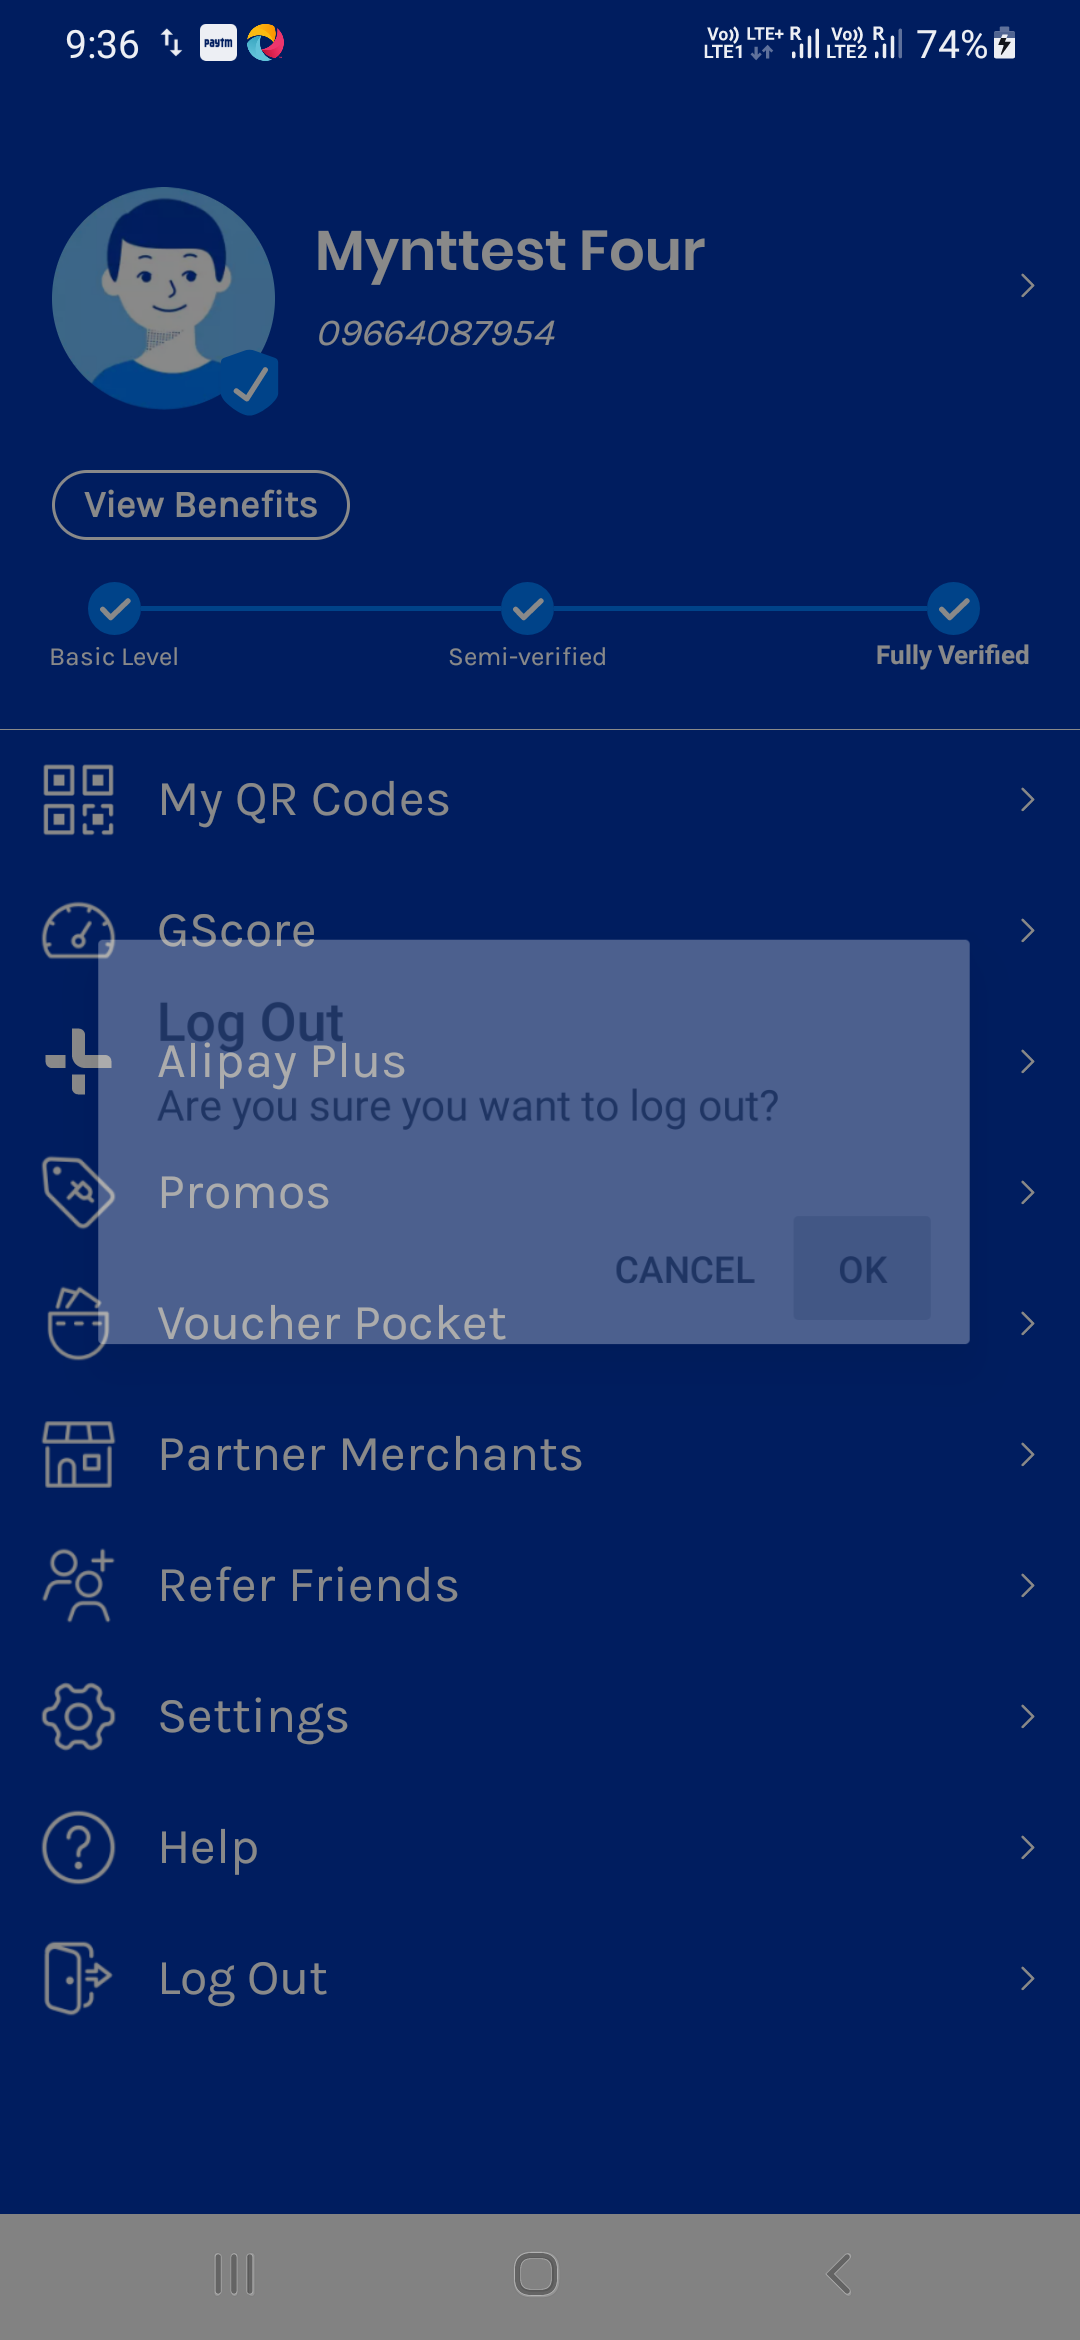 9:36 paytm Vo)) LTE1 LTE+ R Vo)) LTE2 R 74%
Mynttest Four
09664087954
View Benefits
Basic Level Semi-verified Fully Verified
My QR Codes
GScore
Log Out
Alipay Plus
Are you sure you want to log out?
Promos
CANCEL OK
Voucher Pocket
Partner Merchants
Refer Friends
Settings
Help
Log Out